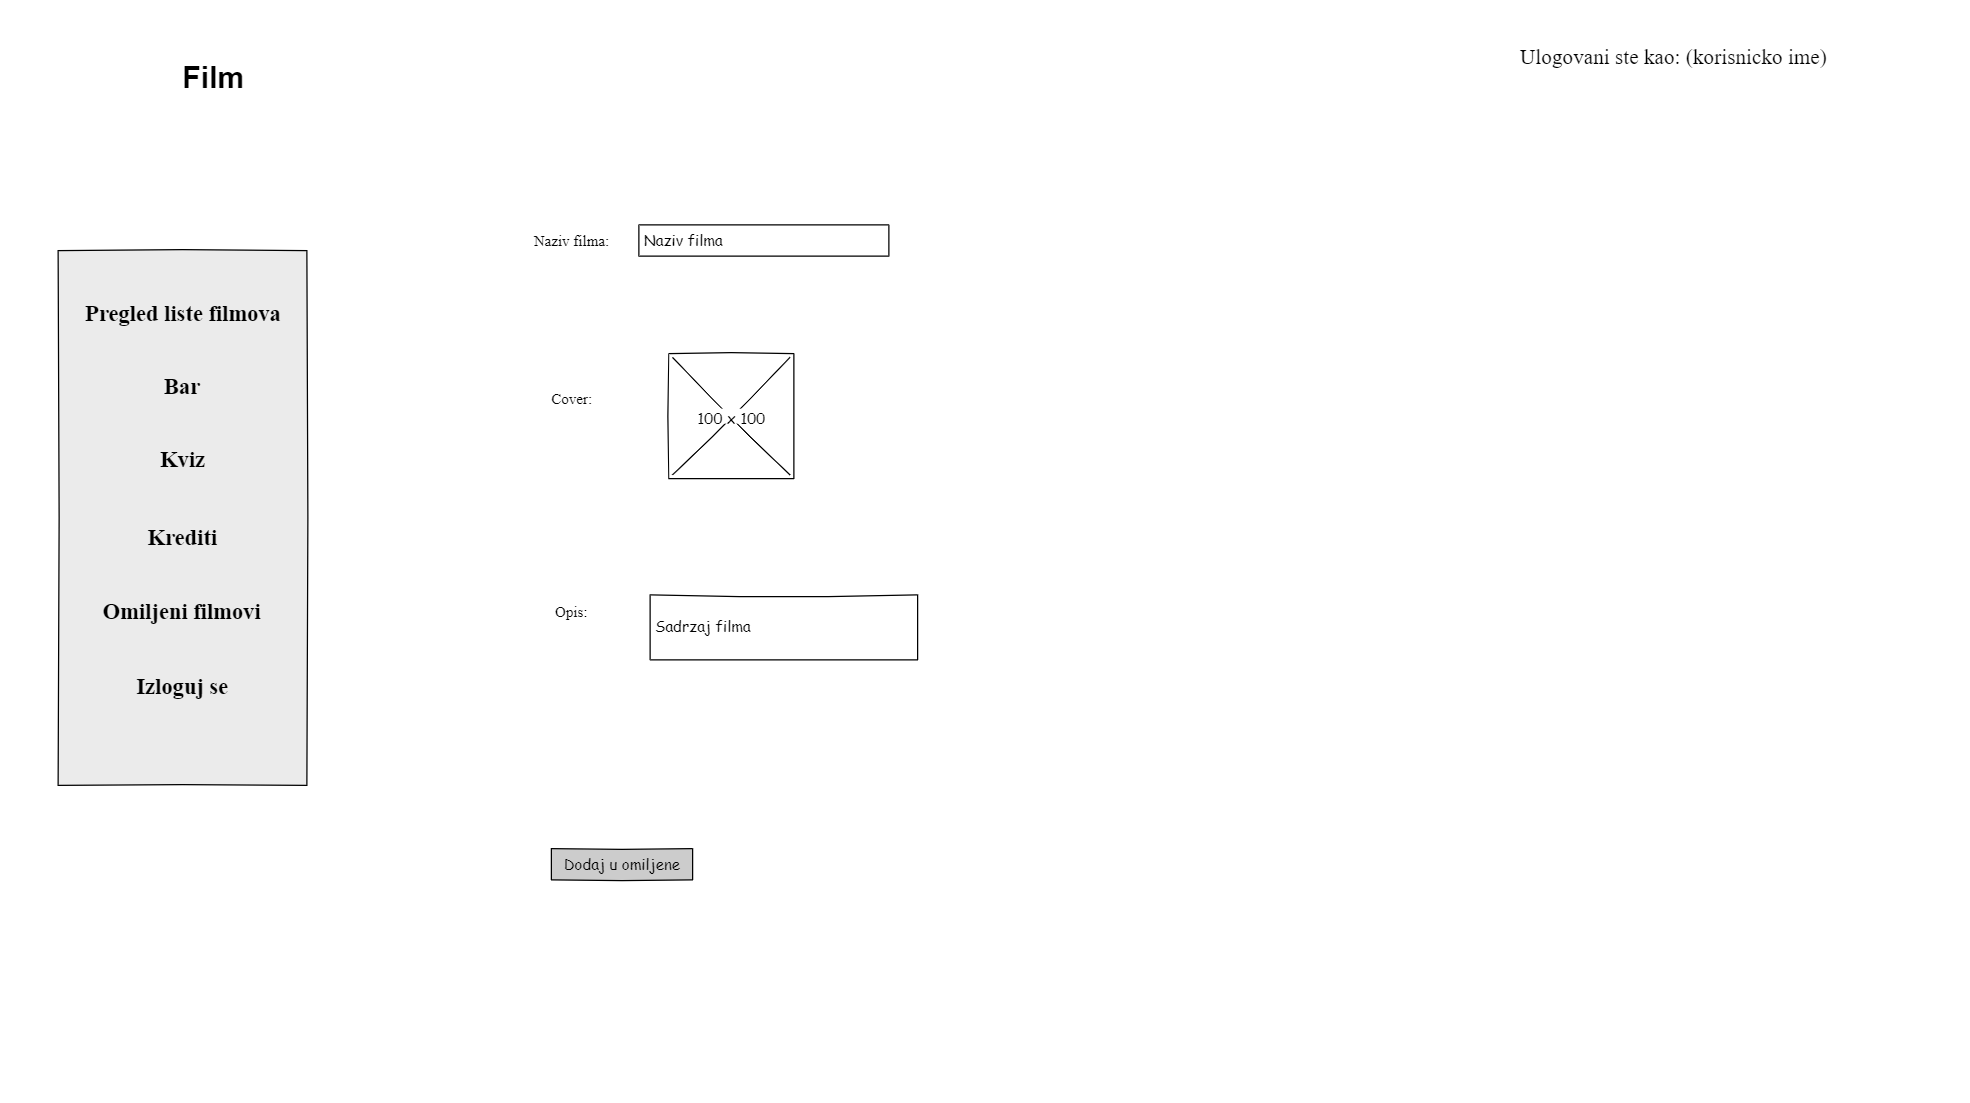 Film
Ulogovani ste kao: (korisnicko ime)
Pregled liste filmova
Bar
Kviz
Krediti
Omiljeni filmovi
Izloguj se
Naziv filma:
Naziv filma
Cover:
100 x 100
Opis:
Sadrzaj filma
Dodaj u omiljene